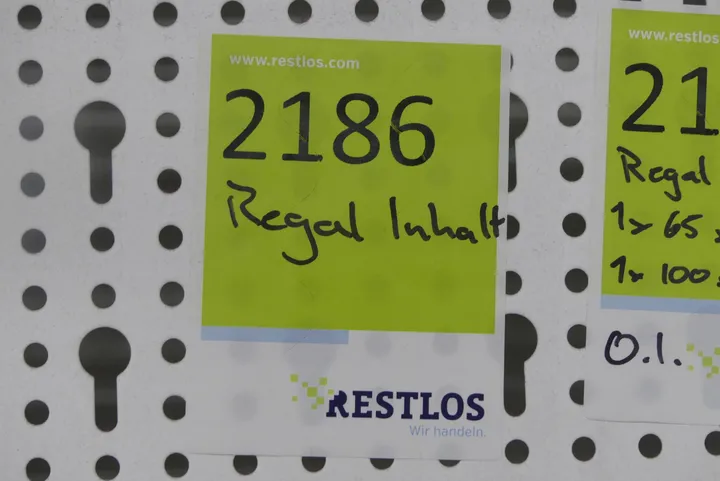 www.restlos.com
2186
Regal Inhalt
RESTLOS
Wir handeln.
www.restlos
21
Regal
1x 65
1x 100
O.I.